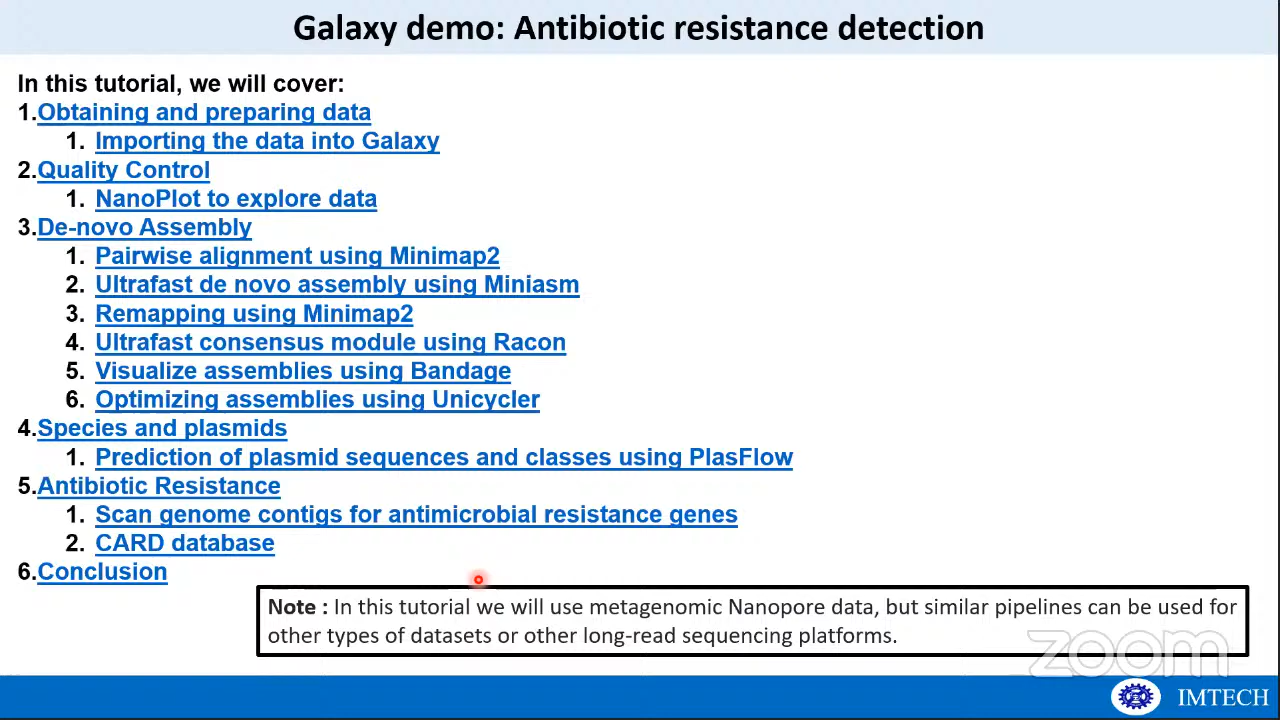 Galaxy demo: Antibiotic resistance detection
In this tutorial, we will cover:
1.Obtaining and preparing data
1. Importing the data into Galaxy
2.Quality Control
1. NanoPlot to explore data
3.De-novo Assembly
1. Pairwise alignment using Minimap2
2. Ultrafast de novo assembly using Miniasm
3. Remapping using Minimap2
4. Ultrafast consensus module using Racon
5. Visualize assemblies using Bandage
6. Optimizing assemblies using Unicycler
4.Species and plasmids
1. Prediction of plasmid sequences and classes using PlasFlow
5.Antibiotic Resistance
1. Scan genome contigs for antimicrobial resistance genes
2. CARD database
6.Conclusion
Note : In this tutorial we will use metagenomic Nanopore data, but similar pipelines can be used for
other types of datasets or other long-read sequencing platforms.
zoom
IMTECH